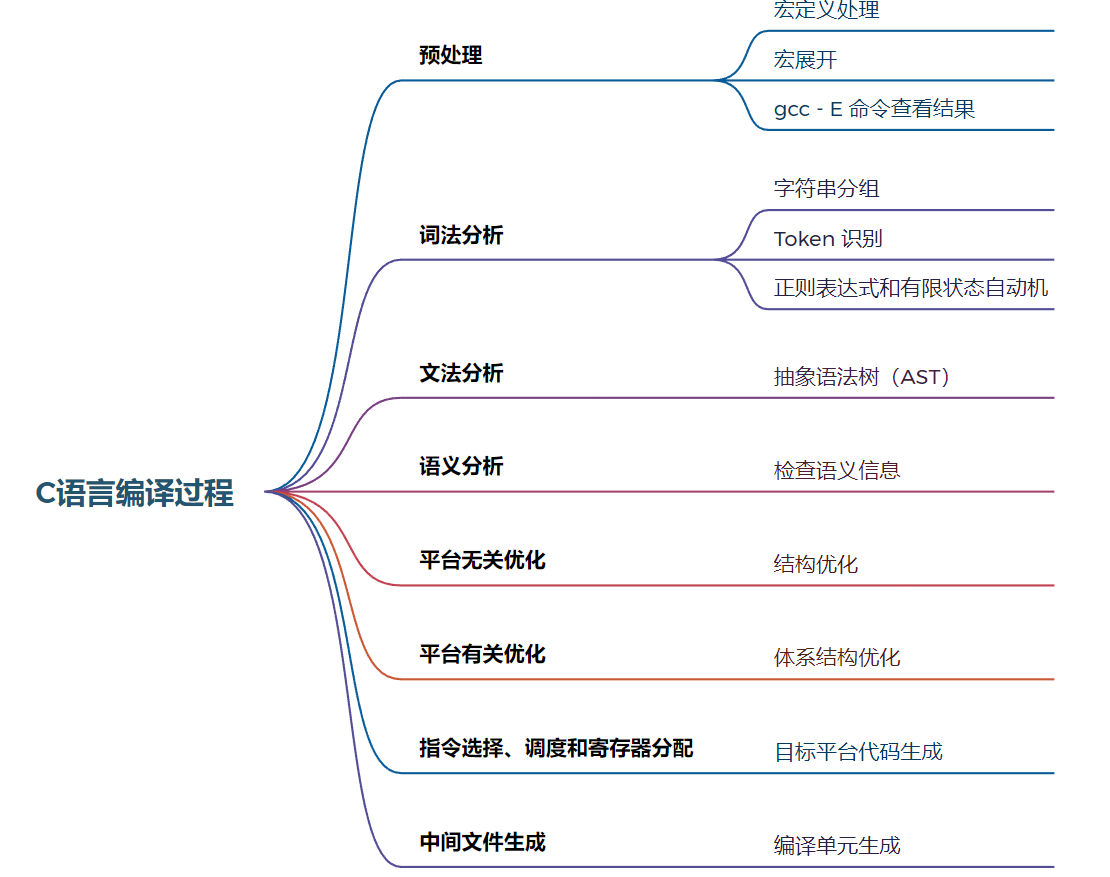 C语言编译过程
预处理
宏定义处理
宏展开
gcc - E 命令查看结果
词法分析
字符串分组
Token 识别
正则表达式和有限状态自动机
文法分析
抽象语法树（AST）
语义分析
检查语义信息
平台无关优化
结构优化
平台有关优化
体系结构优化
指令选择、调度和寄存器分配
目标平台代码生成
中间文件生成
编译单元生成